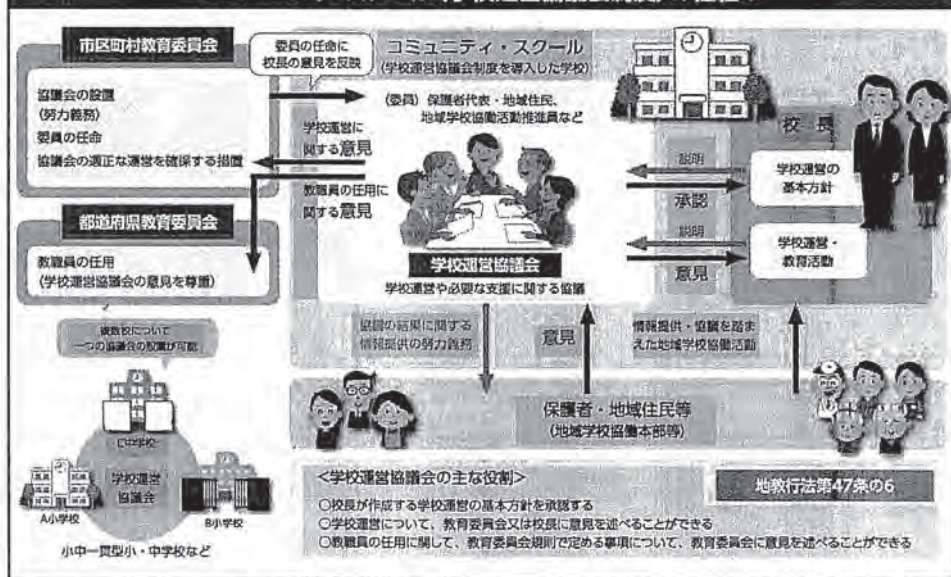 市区町村教育委員会
協議会の設置
(努力義務)
委員の任命
協議会の適正な運営を確保する措置
委員の任命に
校長の意見を反映
コミュニティ・スクール
(学校運営協議会制度を導入した学校)
(委員)保護者代表・地域住民、
地域学校協働活動推進員など
学校運営に
関する意見
教職員の任用に
関する意見
学校運営協議会
学校運営や必要な支援に関する協議
校長
説明
承認
学校運営の
基本方針
説明
意見
学校運営・
教育活動
都道府県教育委員会
教職員の任用
(学校運営協議会の意見を尊重)
複数校について
一つの協議会の設置が可能
C中学校
学校運営
協議会
A小学校
B小学校
小中一貫型小・中学校など
協議の結果に関する
情報提供の努力義務
意見
情報提供・協議を踏ま
えた地域学校協働活動
保護者・地域住民等
(地域学校協働本部等)
<学校運営協議会の主な役割>
地教行法第47条の6
○校長が作成する学校運営の基本方針を承認する
○学校運営について、教育委員会又は校長に意見を述べることができる
○教職員の任用に関して、教育委員会規則で定める事項について、教育委員会に意見を述べることができる